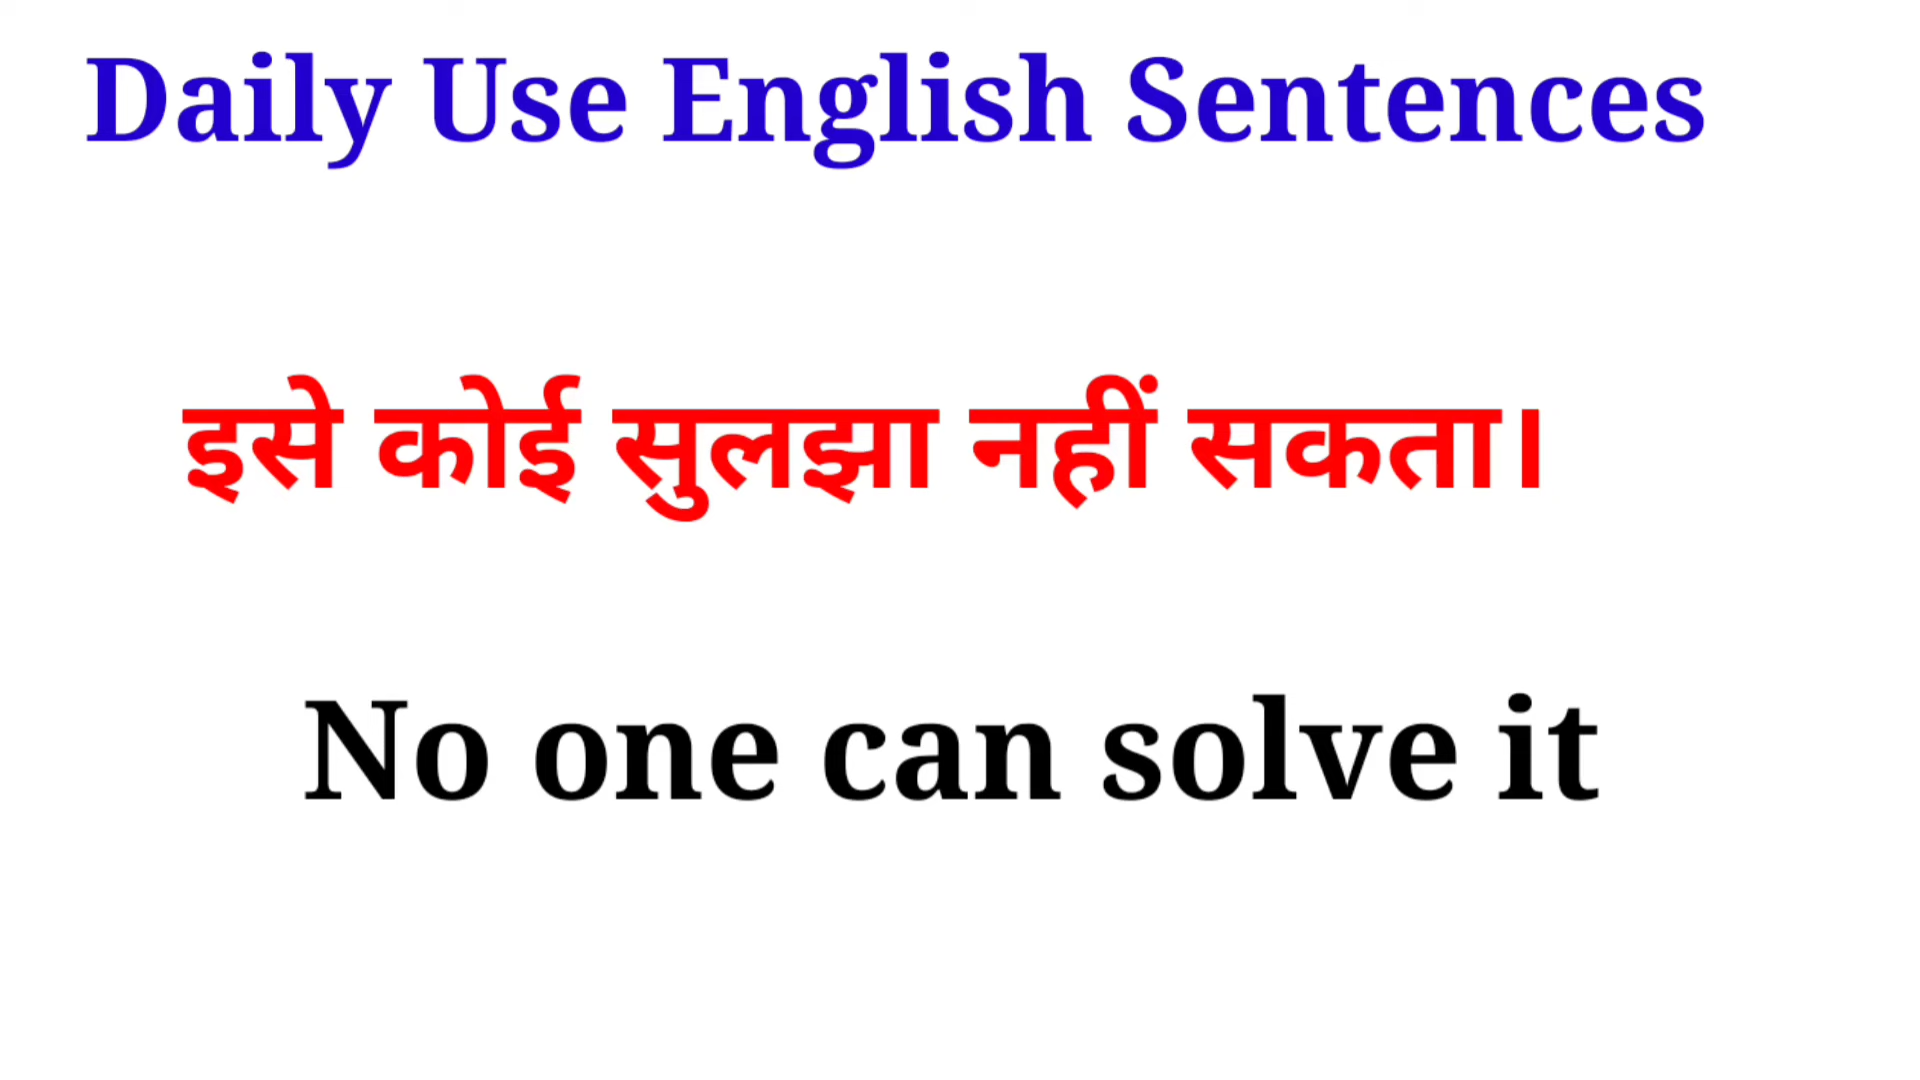 Daily Use English Sentences
इसे कोई सुलझा नहीं सकता।
No one can solve it